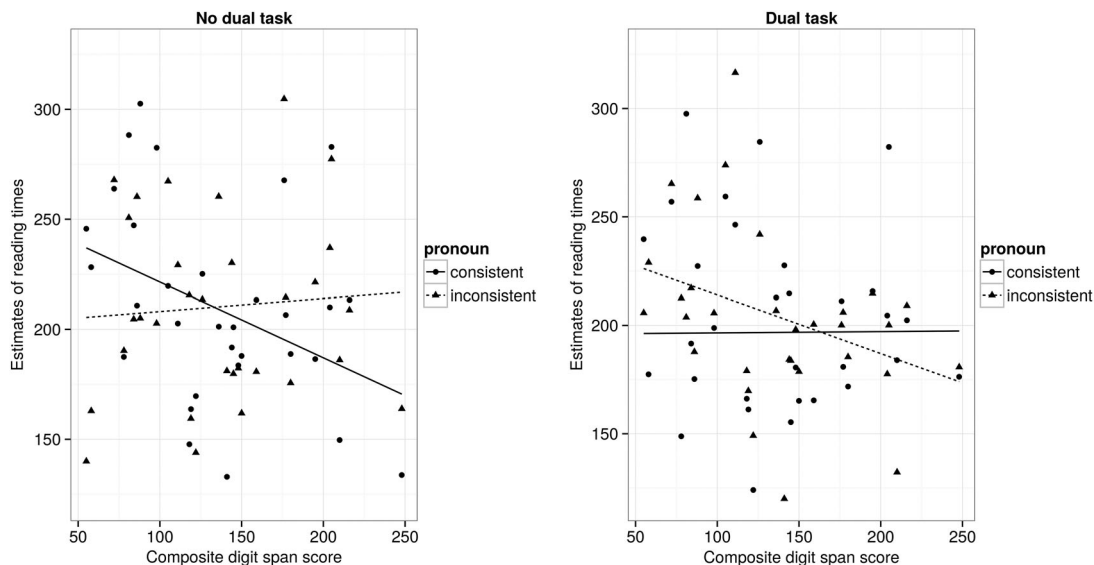 No dual task
Estimates of reading times
300
250
200
150
50
100
150
200
250
Composite digit span score
pronoun
consistent
inconsistent
Dual task
Estimates of reading times
300
250
200
150
50
100
150
200
250
Composite digit span score
pronoun
consistent
inconsistent